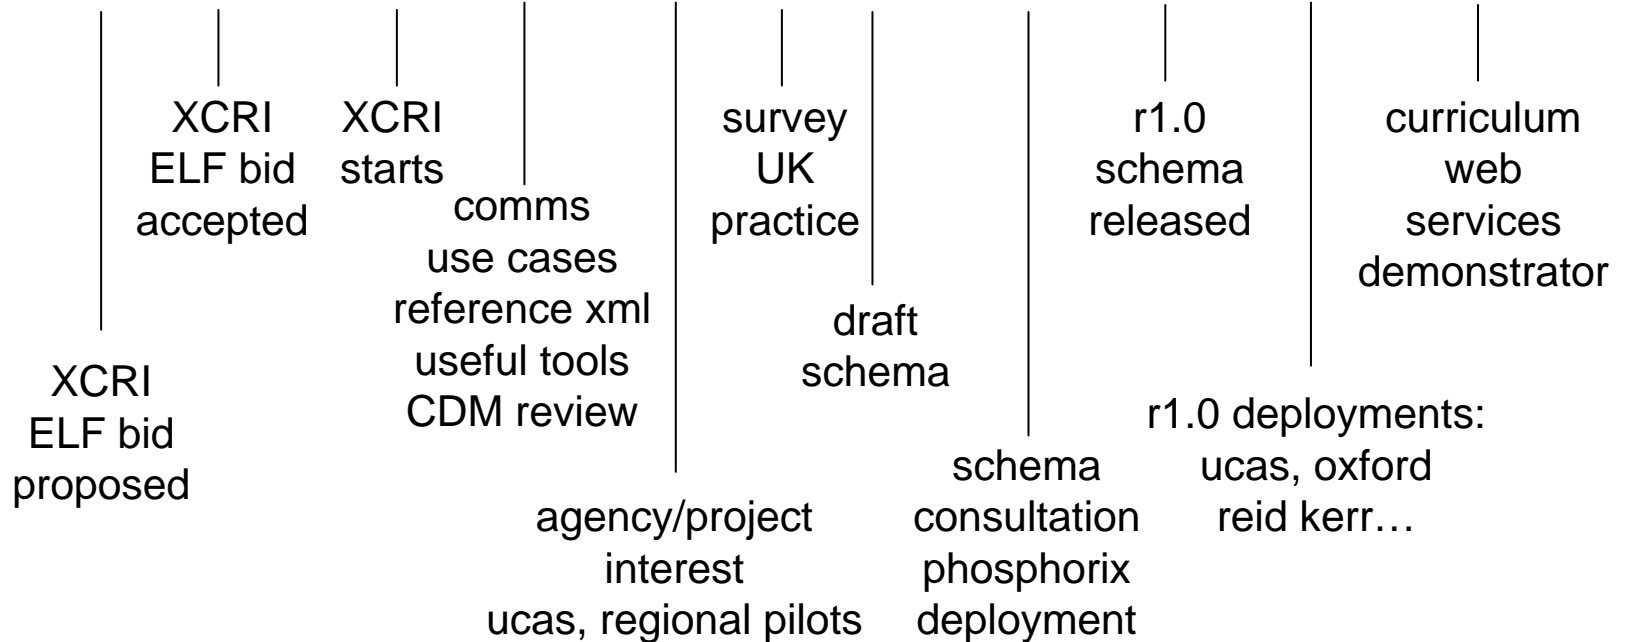 XCRI
ELF bid
proposed
XCRI
ELF bid
accepted
XCRI
starts
comms
use cases
reference xml
useful tools
CDM review
agency/project
interest
ucas, regional pilots
survey
UK
practice
draft
schema
schema
consultation
phosphorix
deployment
r1.0
schema
released
r1.0 deployments:
ucas, oxford
reid kerr…
curriculum
web
services
demonstrator